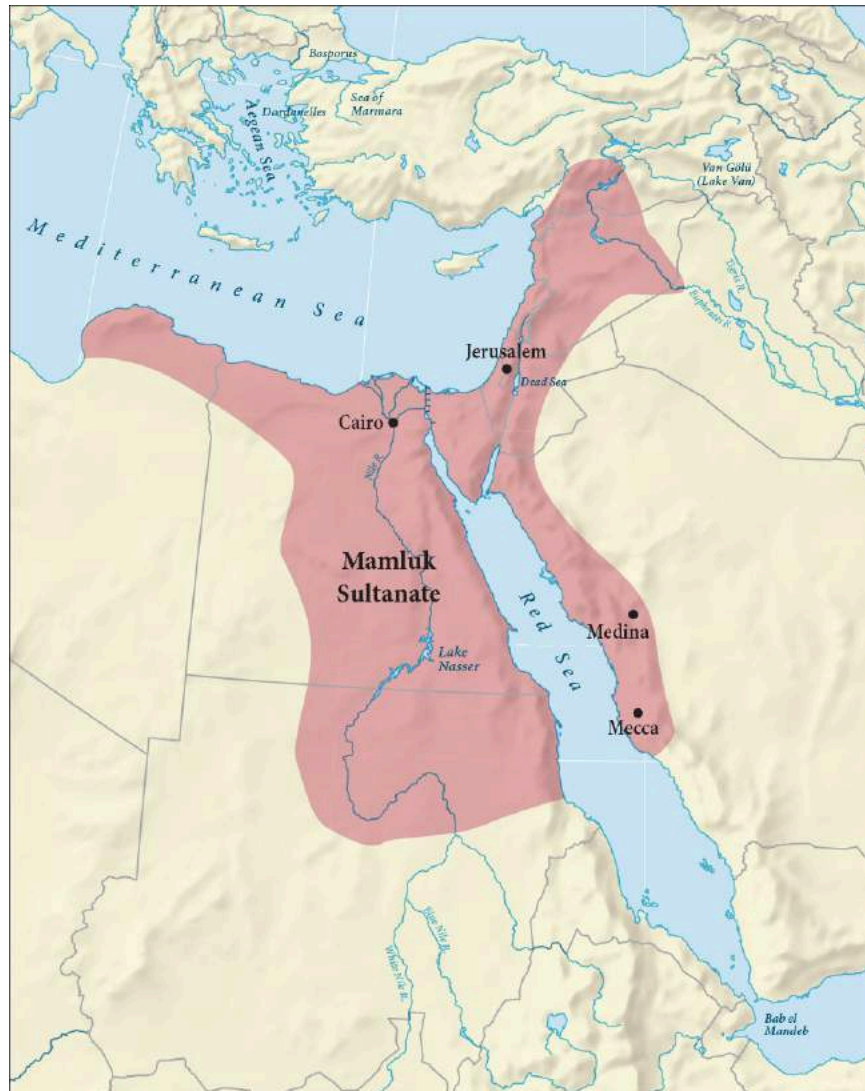 Bosporus
Sea of
Marmara
Dardanelles
Aegean Sea
Van Gölü
(Lake Van)
Mediterranean Sea
Tigris R.
Euphrates R.
Jerusalem
Dead Sea
Cairo
Nile R.
Mamluk
Sultanate
Red Sea
Medina
Lake
Nasser
Mecca
Blue Nile R.
White Nile R.
Bab el
Mandeb